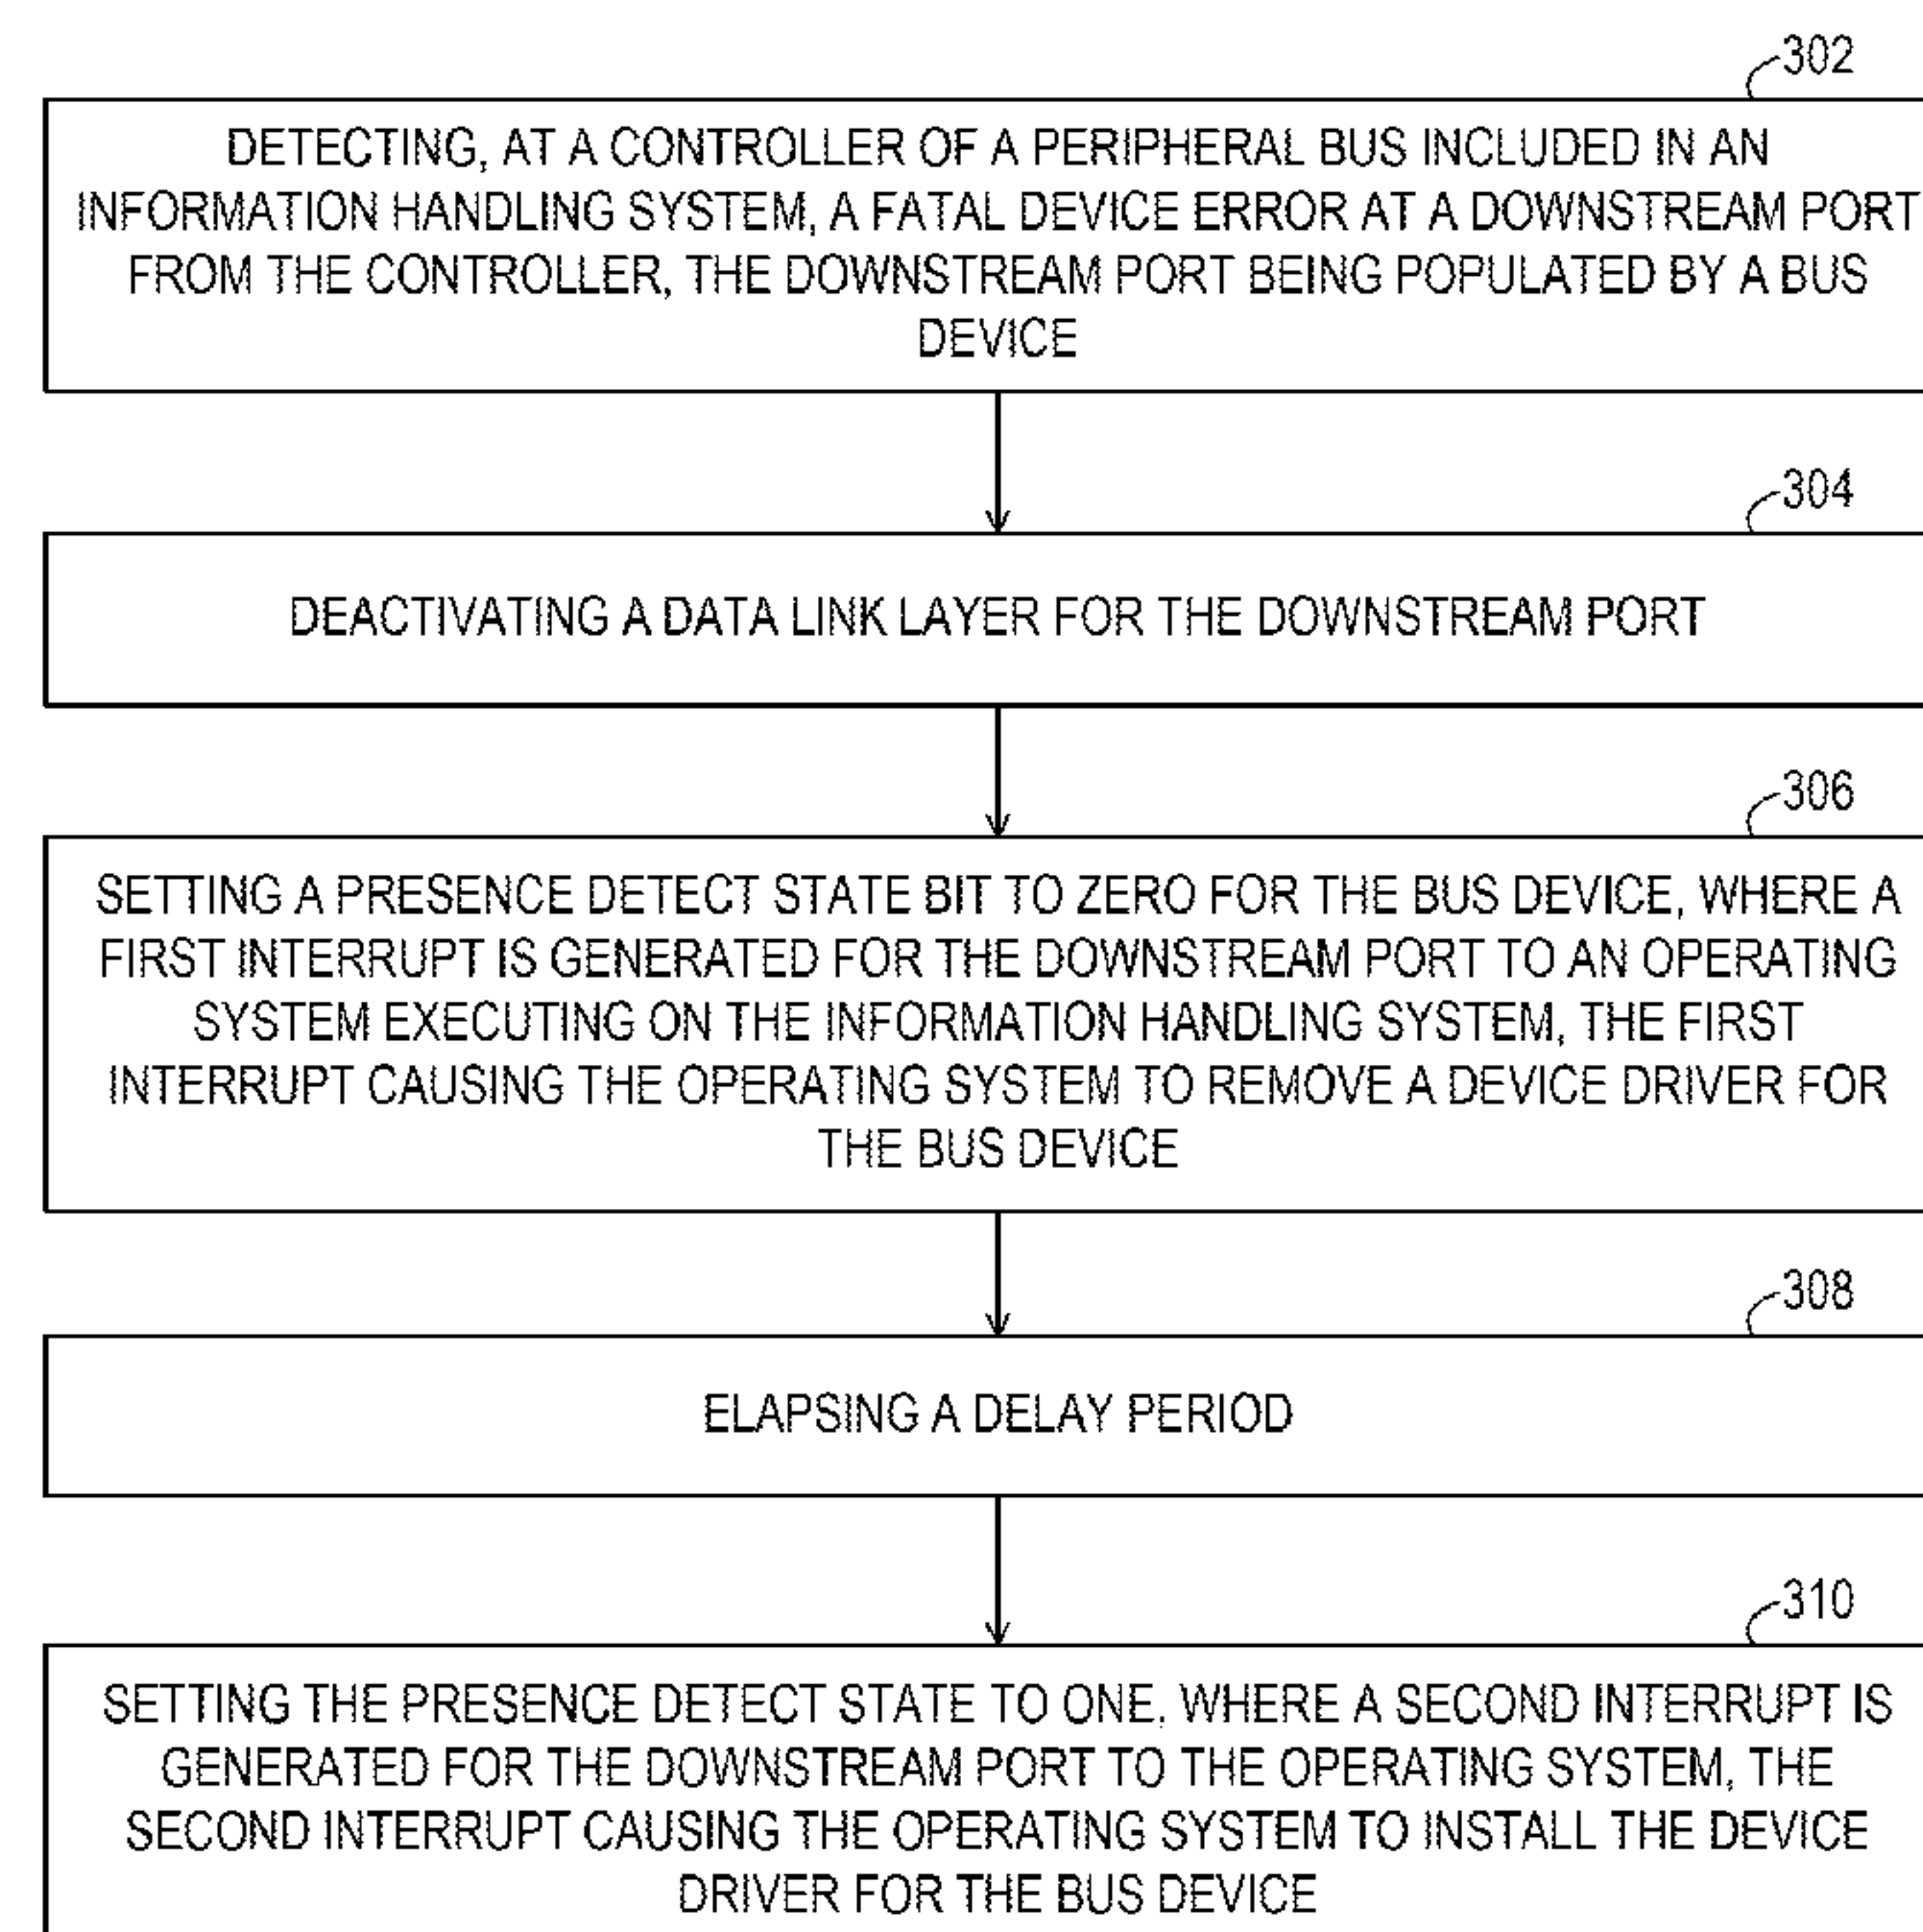 302
DETECTING, AT A CONTROLLER OF A PERIPHERAL BUS INCLUDED IN AN
INFORMATION HANDLING SYSTEM, A FATAL DEVICE ERROR AT A DOWNSTREAM PORT
FROM THE CONTROLLER, THE DOWNSTREAM PORT BEING POPULATED BY A BUS
DEVICE
304
DEACTIVATING A DATA LINK LAYER FOR THE DOWNSTREAM PORT
306
SETTING A PRESENCE DETECT STATE BIT TO ZERO FOR THE BUS DEVICE, WHERE A
FIRST INTERRUPT IS GENERATED FOR THE DOWNSTREAM PORT TO AN OPERATING
SYSTEM EXECUTING ON THE INFORMATION HANDLING SYSTEM, THE FIRST
INTERRUPT CAUSING THE OPERATING SYSTEM TO REMOVE A DEVICE DRIVER FOR
THE BUS DEVICE
308
ELAPSING A DELAY PERIOD
310
SETTING THE PRESENCE DETECT STATE TO ONE, WHERE A SECOND INTERRUPT IS
GENERATED FOR THE DOWNSTREAM PORT TO THE OPERATING SYSTEM, THE
SECOND INTERRUPT CAUSING THE OPERATING SYSTEM TO INSTALL THE DEVICE
DRIVER FOR THE BUS DEVICE